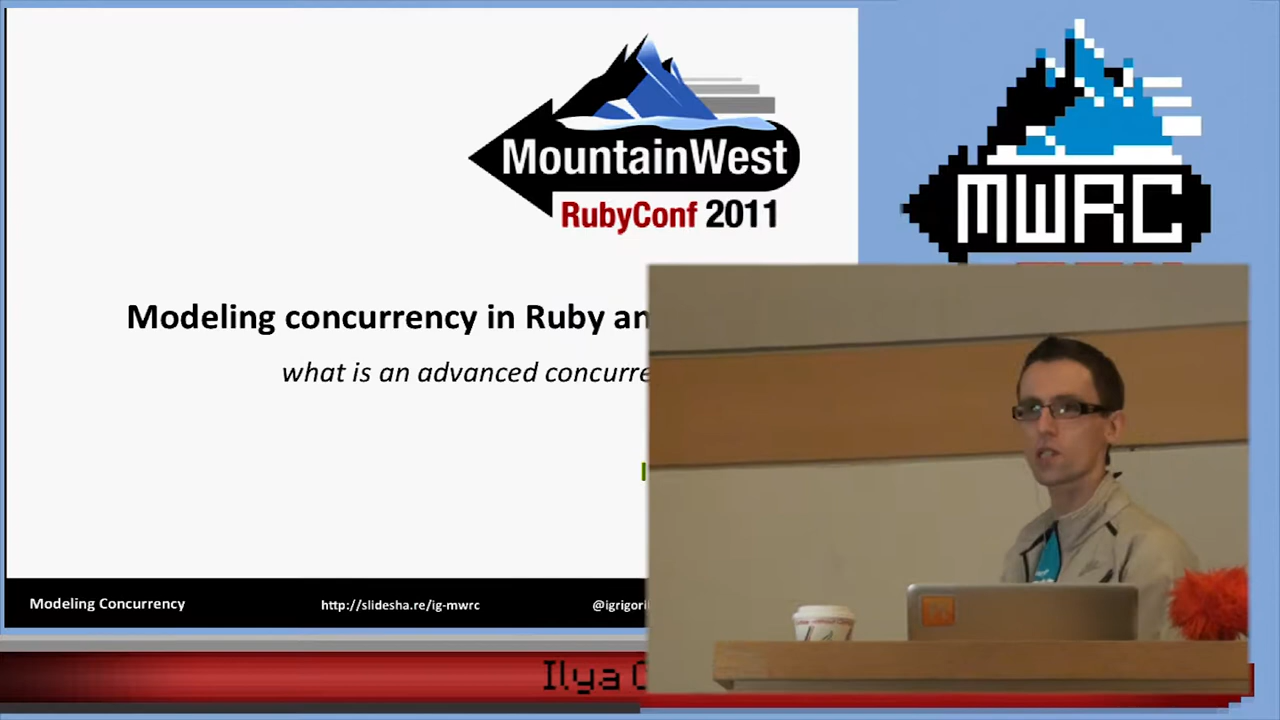 MountainWest
RubyConf 2011
MWRC
Modeling concurrency in Ruby an
what is an advanced concurre
I
Modeling Concurrency
http://slidesha.re/ig-mwrc
@igrigori
Ilya